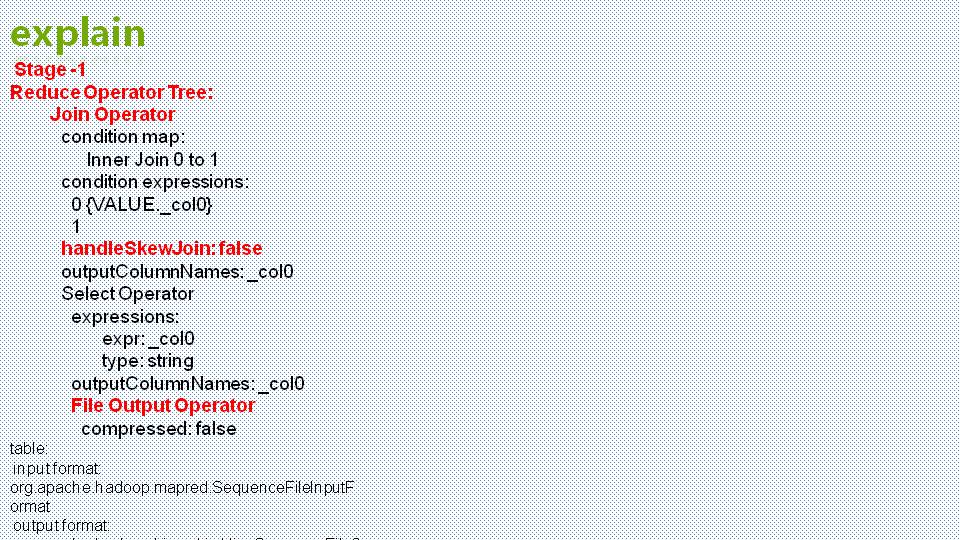 explain
Stage -1
Reduce Operator Tree:
Join Operator
condition map:
Inner Join 0 to 1
condition expressions:
0 {VALUE._col0}
1
handleSkewJoin: false
outputColumnNames: _col0
Select Operator
expressions:
expr: _col0
type: string
outputColumnNames: _col0
File Output Operator
compressed: false
table:
input format:
org.apache.hadoop.mapred.SequenceFileInputF
ormat
output format: